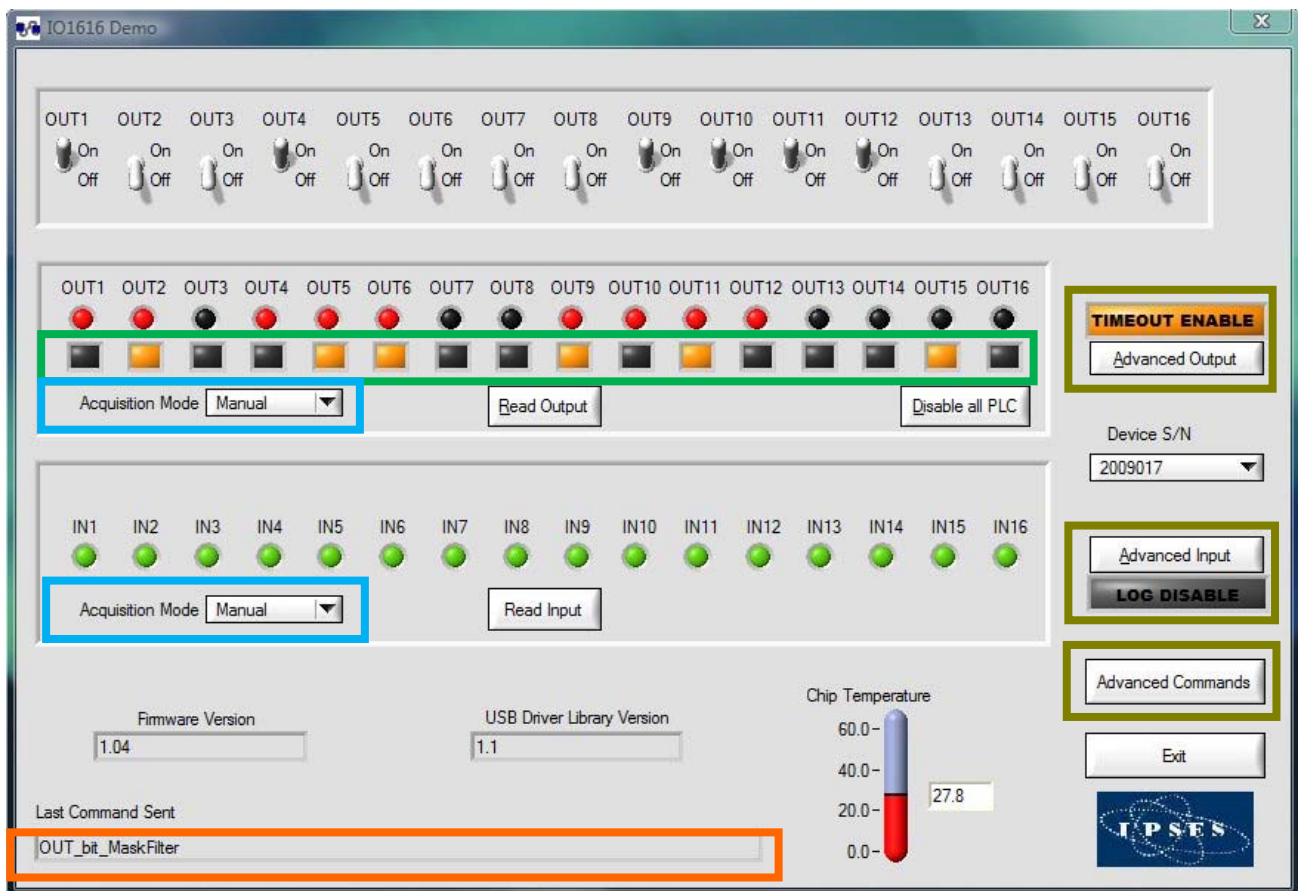 IO1616 Demo
OUT1 OUT2 OUT3 OUT4 OUT5 OUT6 OUT7 OUT8 OUT9 OUT10 OUT11 OUT12 OUT13 OUT14 OUT15 OUT16
On On On On On On On On On On On On On On On On
Off Off Off Off Off Off Off Off Off Off Off Off Off Off Off Off
OUT1 OUT2 OUT3 OUT4 OUT5 OUT6 OUT7 OUT8 OUT9 OUT10 OUT11 OUT12 OUT13 OUT14 OUT15 OUT16
TIMEOUT ENABLE
Advanced Output
Acquisition Mode Manual Read Output Disable all PLC
Device S/N
2009017
IN1 IN2 IN3 IN4 IN5 IN6 IN7 IN8 IN9 IN10 IN11 IN12 IN13 IN14 IN15 IN16
Advanced Input
LOG DISABLE
Acquisition Mode Manual Read Input
Advanced Commands
Firmware Version
1.04
USB Driver Library Version
1.1
Chip Temperature
60.0
40.0
20.0
0.0
27.8
Exit
Last Command Sent
OUT_bit_MaskFilter
IPSES